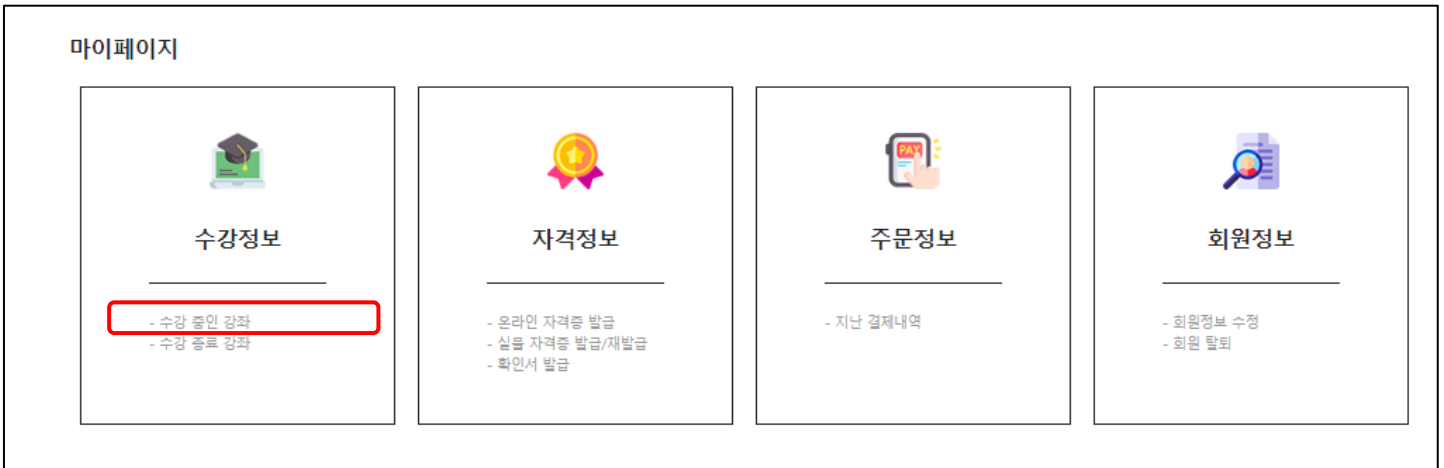 마이페이지
PAY
수강정보
- 수강 중인 강좌
- 수강 종료 강좌
자격정보
- 온라인 자격증 발급
- 실물 자격증 발급/재발급
- 확인서 발급
주문정보
- 지난 결제내역
회원정보
- 회원정보 수정
- 회원 탈퇴